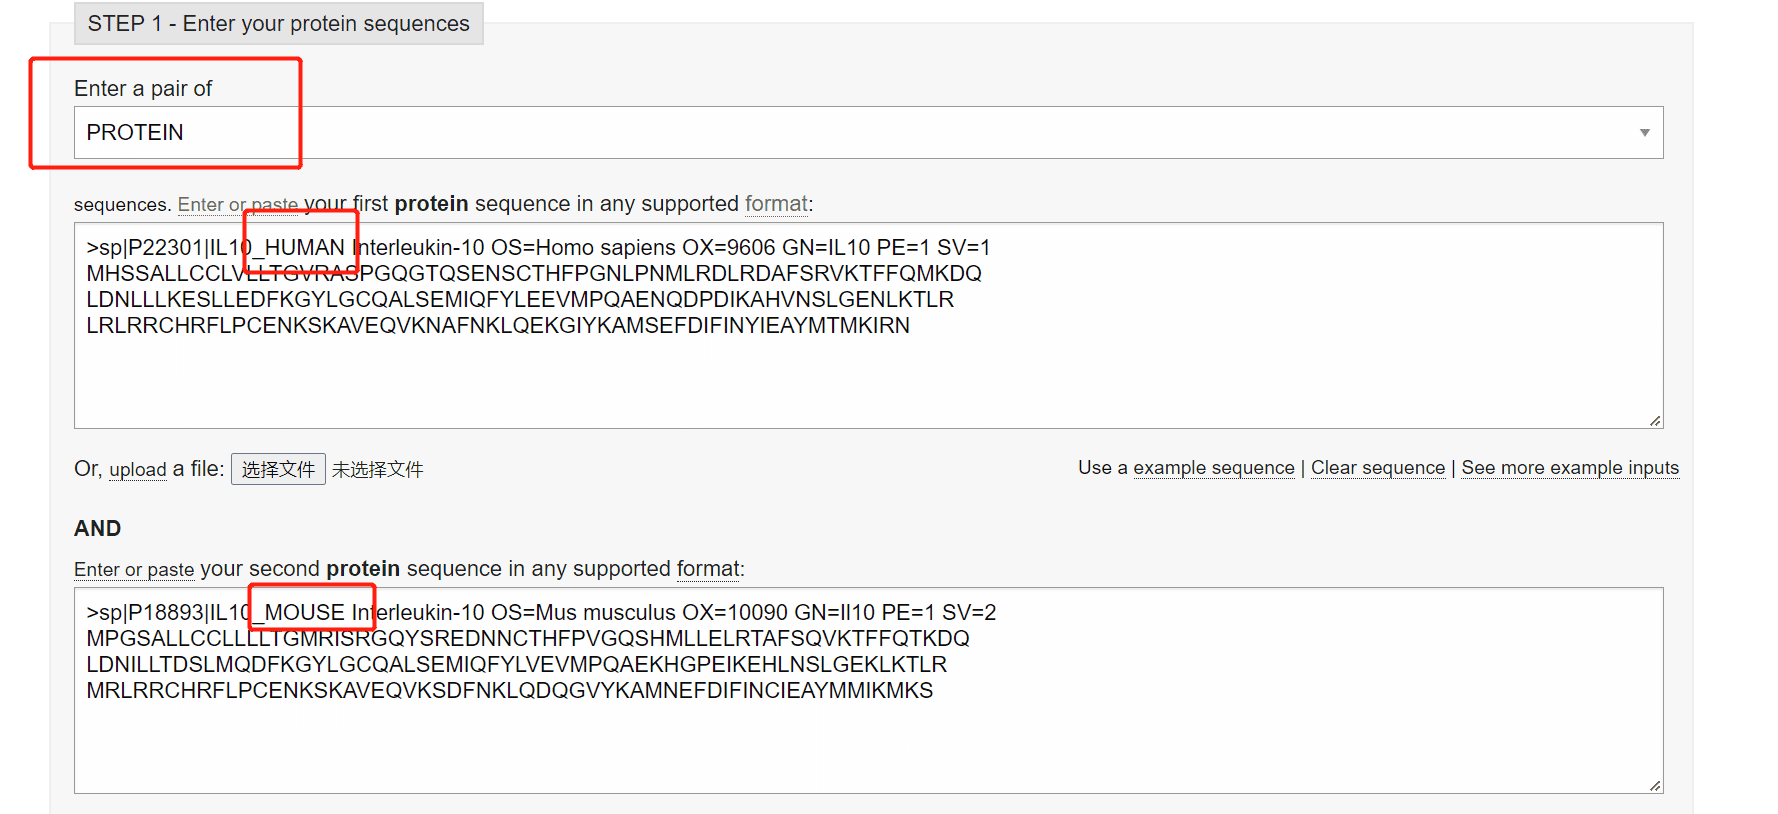 STEP 1 - Enter your protein sequences
Enter a pair of
PROTEIN
sequences. Enter or paste your first protein sequence in any supported format:
>sp|P22301|IL10_HUMAN Interleukin-10 OS=Homo sapiens OX=9606 GN=IL10 PE=1 SV=1
MHSSALLCCLVLLTGVRASPGQGTQSENSCTHFPGNLPNMLRDLRDAFSRVKTFFQMKDQ
LDNLLLKESLLEDFKGYLGCQALSEMIQFYLEEVMPQAENQDPDIKAHVNSLGENLKTLR
LRLRRCHRFLPCENKSKAVEQVKNAFNKLQEKGIYKAMSEFDIFINYIEAYMTMKIRN
Or, upload a file: 选择文件 未选择文件
Use a example sequence | Clear sequence | See more example inputs
AND
Enter or paste your second protein sequence in any supported format:
>sp|P18893|IL10_MOUSE Interleukin-10 OS=Mus musculus OX=10090 GN=Il10 PE=1 SV=2
MPGSALLCCLLLLTGMRISRGQYSREDNNCTHFPVGQSHMLLELRTAFSQVKTFFQTKDQ
LDNILLTDSLMQDFKGYLGCQALSEMIQFYLVEVMPQAEKHGPEIKEHLNSLGEKLKTLR
MRLRRCHRFLPCENKSKAVEQVKSDFNKLQDQGVYKAMNEFDIFINCIEAYMMIKMKS